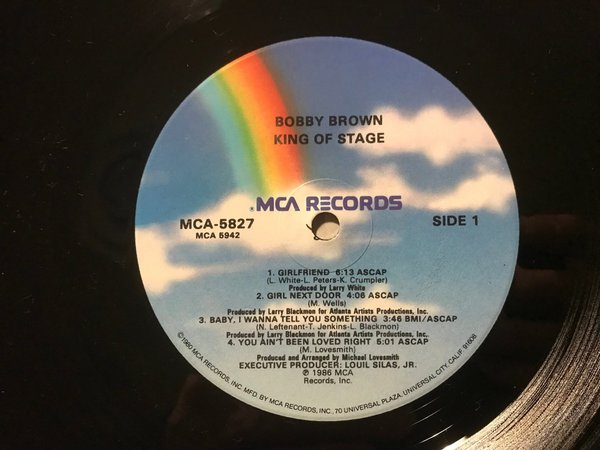 BOBBY BROWN
KING OF STAGE
®MCA RECORDS
MCA-5827
MCA 5942
SIDE 1
1. GIRLFRIEND 6:13 ASCAP
(L. White-L. Peters-K. Crumpler)
Produced by Larry White
2. GIRL NEXT DOOR 4:06 ASCAP
(M. Wells)
Produced by Larry Blackmon for Atlanta Artists Productions, Inc.
3. BABY, I WANNA TELL YOU SOMETHING 3:46 BMI/ASCAP
(N. Leftenant-T. Jenkins-L. Blackmon)
Produced by Larry Blackmon for Atlanta Artists Productions, Inc.
4. YOU AIN'T BEEN LOVED RIGHT 5:01 ASCAP
(M. Lovesmith)
Produced and Arranged by Michael Lovesmith
EXECUTIVE PRODUCER: LOUIL SILAS, JR.
℗ 1986 MCA
Records, Inc.
©1980 MCA RECORDS, INC. MFD. BY MCA RECORDS, INC., 70 UNIVERSAL PLAZA, UNIVERSAL CITY, CALIF. 91608